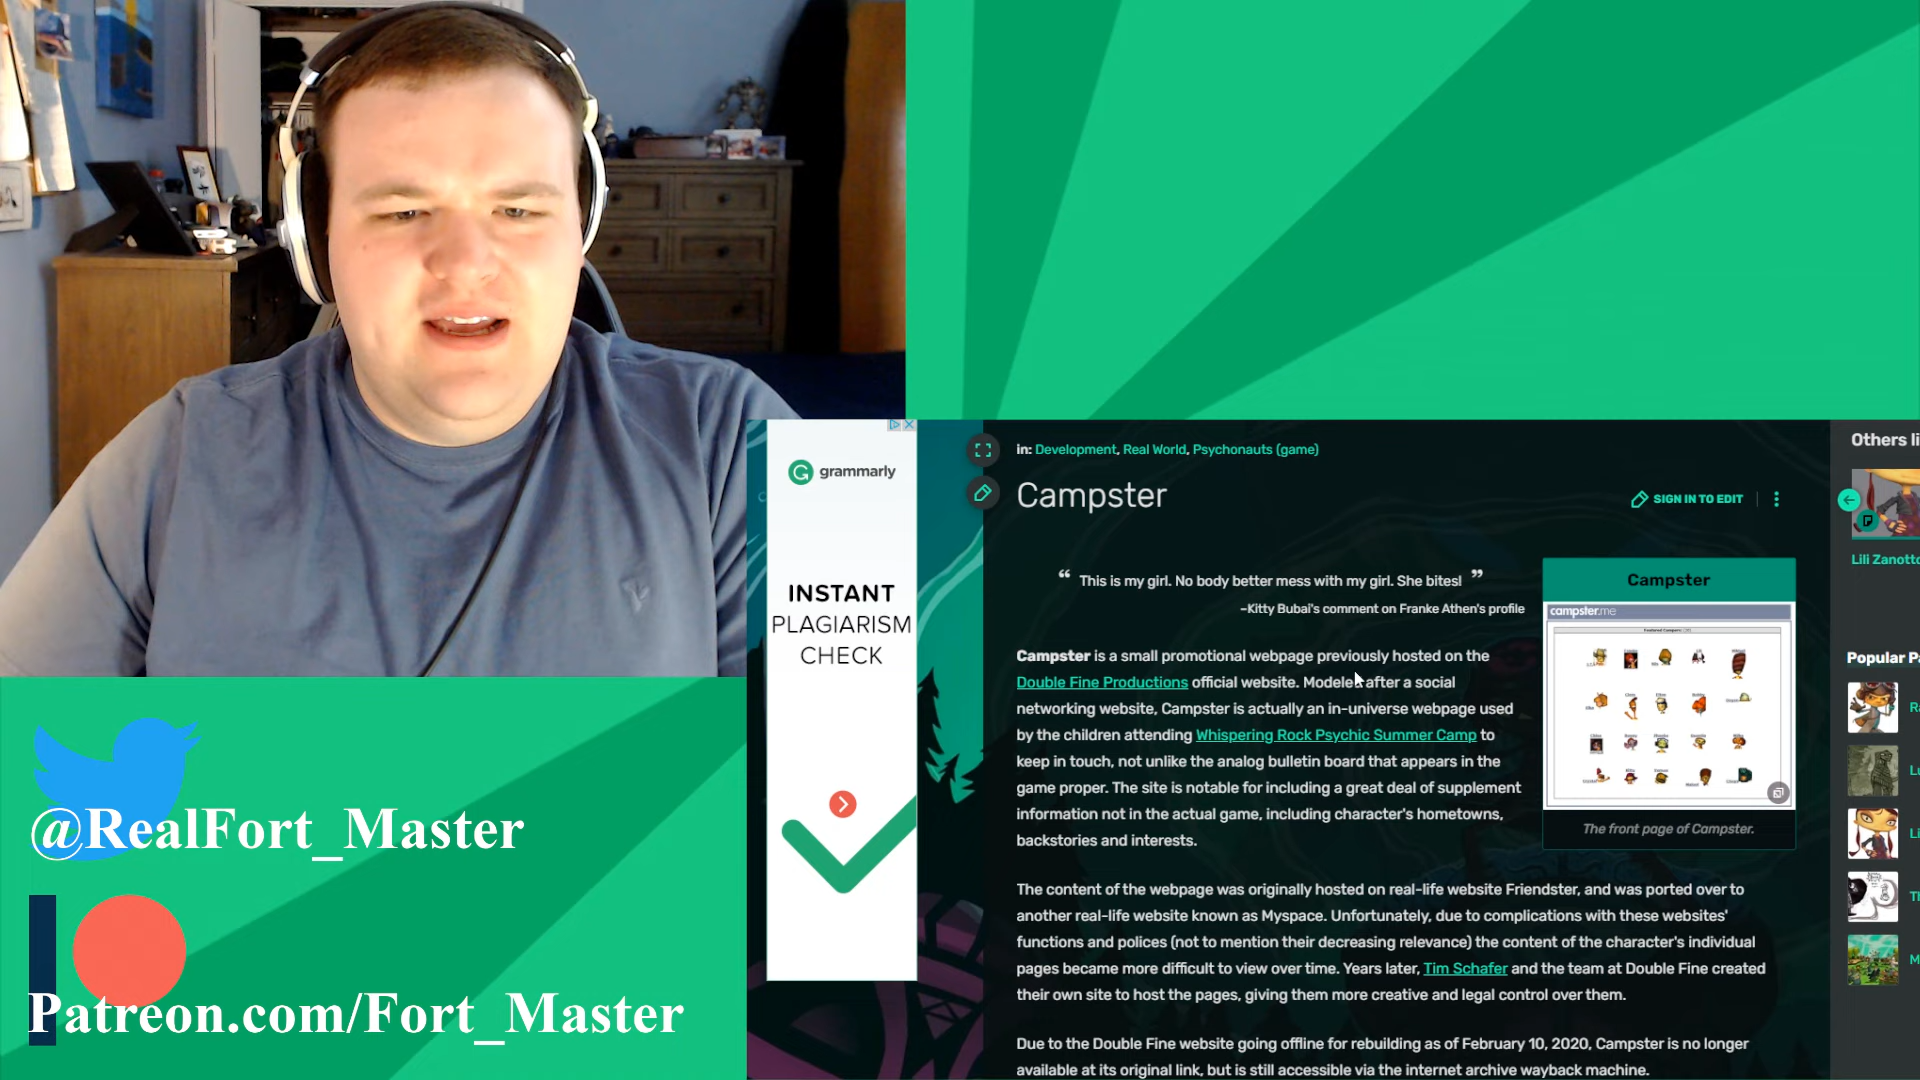 in: Development, Real World, Psychonauts (game)
Campster
SIGN IN TO EDIT
“ This is my girl. No body better mess with my girl. She bites! ”
–Kitty Bubai's comment on Franke Athen's profile
Campster is a small promotional webpage previously hosted on the
Double Fine Productions official website. Modeled after a social
networking website, Campster is actually an in-universe webpage used
by the children attending Whispering Rock Psychic Summer Camp to
keep in touch, not unlike the analog bulletin board that appears in the
game proper. The site is notable for including a great deal of supplement
information not in the actual game, including character's hometowns,
backstories and interests.
The content of the webpage was originally hosted on real-life website Friendster, and was ported over to
another real-life website known as Myspace. Unfortunately, due to complications with these websites'
functions and polices (not to mention their decreasing relevance) the content of the character's individual
pages became more difficult to view over time. Years later, Tim Schafer and the team at Double Fine created
their own site to host the pages, giving them more creative and legal control over them.
Due to the Double Fine website going offline for rebuilding as of February 10, 2020, Campster is no longer
available at its original link, but is still accessible via the internet archive wayback machine.
Campster
campster.me
The front page of Campster.
Others li
Lili Zanotto
Popular Pa
Ra
Lu
Li
Th
M
grammarly
INSTANT
PLAGIARISM
CHECK
@RealFort_Master
Patreon.com/Fort_Master